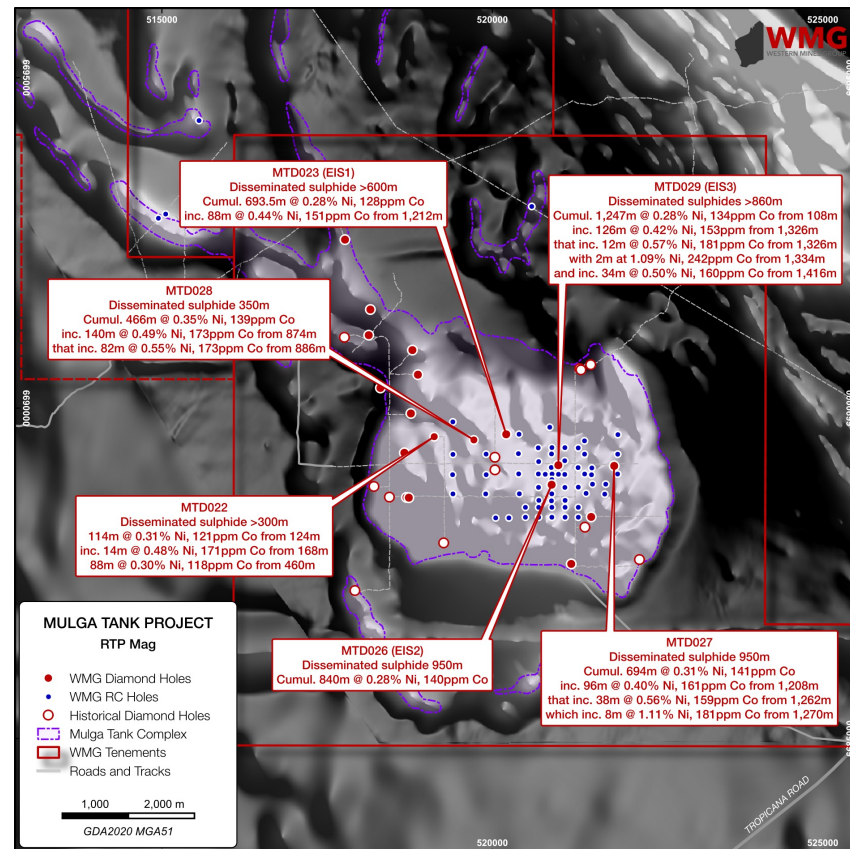 515000
520000
525000
WMG
WESTERN MINES GROUP
6695000
6695000
MTD023 (EIS1)
Disseminated sulphide >600m
Cumul. 693.5m @ 0.28% Ni, 128ppm Co
inc. 88m @ 0.44% Ni, 151ppm Co from 1,212m
MTD029 (EIS3)
Disseminated sulphides >860m
Cumul. 1,247m @ 0.28% Ni, 134ppm Co from 108m
inc. 126m @ 0.42% Ni, 153ppm from 1,326m
that inc. 12m @ 0.57% Ni, 181ppm Co from 1,326m
with 2m at 1.09% Ni, 242ppm Co from 1,334m
and inc. 34m @ 0.50% Ni, 160ppm Co from 1,416m
MTD028
Disseminated sulphide 350m
Cumul. 466m @ 0.35% Ni, 139ppm Co
inc. 140m @ 0.49% Ni, 173ppm Co from 874m
that inc. 82m @ 0.55% Ni, 173ppm Co from 886m
6690000
6690000
MTD022
Disseminated sulphide >300m
114m @ 0.31% Ni, 121ppm Co from 124m
inc. 14m @ 0.48% Ni, 171ppm Co from 168m
88m @ 0.30% Ni, 118ppm Co from 460m
MTD026 (EIS2)
Disseminated sulphide 950m
Cumul. 840m @ 0.28% Ni, 140ppm Co
MTD027
Disseminated sulphide 950m
Cumul. 694m @ 0.31% Ni, 141ppm Co
inc. 96m @ 0.40% Ni, 161ppm Co from 1,208m
that inc. 38m @ 0.56% Ni, 159ppm Co from 1,262m
which inc. 8m @ 1.11% Ni, 181ppm Co from 1,270m
6685000
MULGA TANK PROJECT
RTP Mag
WMG Diamond Holes
WMG RC Holes
Historical Diamond Holes
Mulga Tank Complex
WMG Tenements
Roads and Tracks
1,000 2,000 m
GDA2020 MGA51
TROPICANA ROAD
520000
525000